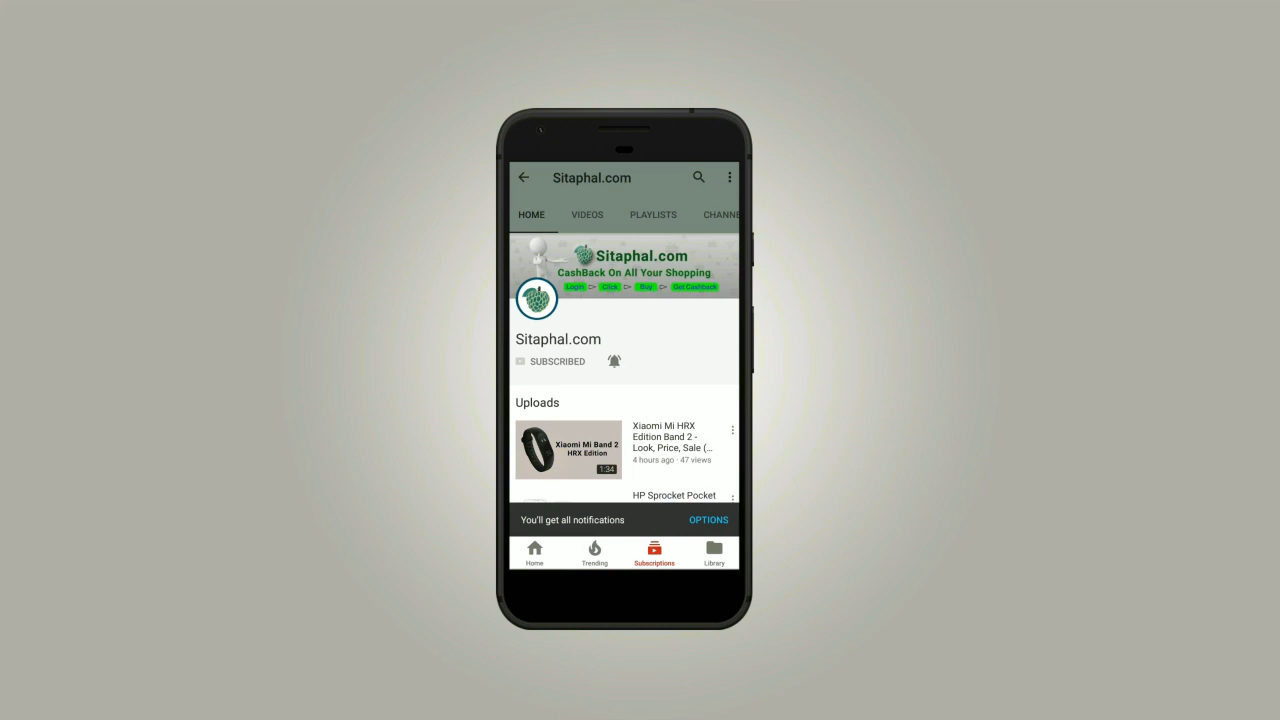 Sitaphal.com
HOME VIDEOS PLAYLISTS CHANNE
Sitaphal.com
CashBack On All Your Shopping
Login Click Buy Get Cashback
Sitaphal.com
SUBSCRIBED
Uploads
Xiaomi Mi Band 2
HRX Edition
1:34
Xiaomi Mi HRX
Edition Band 2 -
Look, Price, Sale (...
4 hours ago · 47 views
HP Sprocket Pocket
You'll get all notifications OPTIONS
Home Trending Subscriptions Library